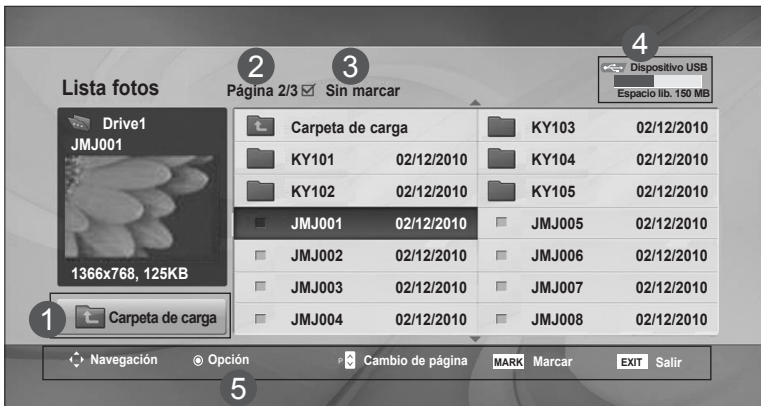 4
Dispositivo USB
Espacio lib. 150 MB
2
3
Lista fotos
Página 2/3
Sin marcar
Drive1
JMJ001
1366x768, 125KB
1
Carpeta de carga
Carpeta de carga
KY101 02/12/2010
KY102 02/12/2010
JMJ001 02/12/2010
JMJ002 02/12/2010
JMJ003 02/12/2010
JMJ004 02/12/2010
KY103 02/12/2010
KY104 02/12/2010
KY105 02/12/2010
JMJ005 02/12/2010
JMJ006 02/12/2010
JMJ007 02/12/2010
JMJ008 02/12/2010
Navegación
Opción
P Cambio de página
MARK Marcar
EXIT Salir
5